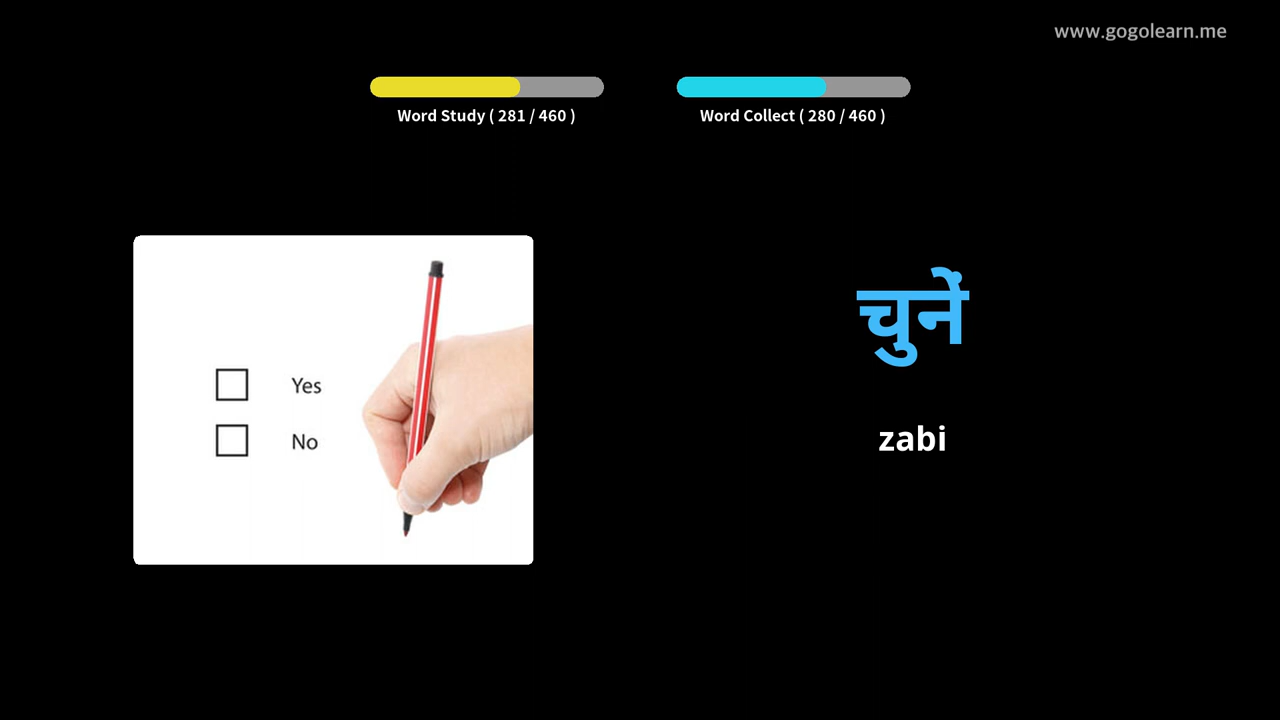 www.gogolearn.me
Word Study ( 281 / 460 )
Word Collect ( 280 / 460 )
Yes
No
चुनें
zabi